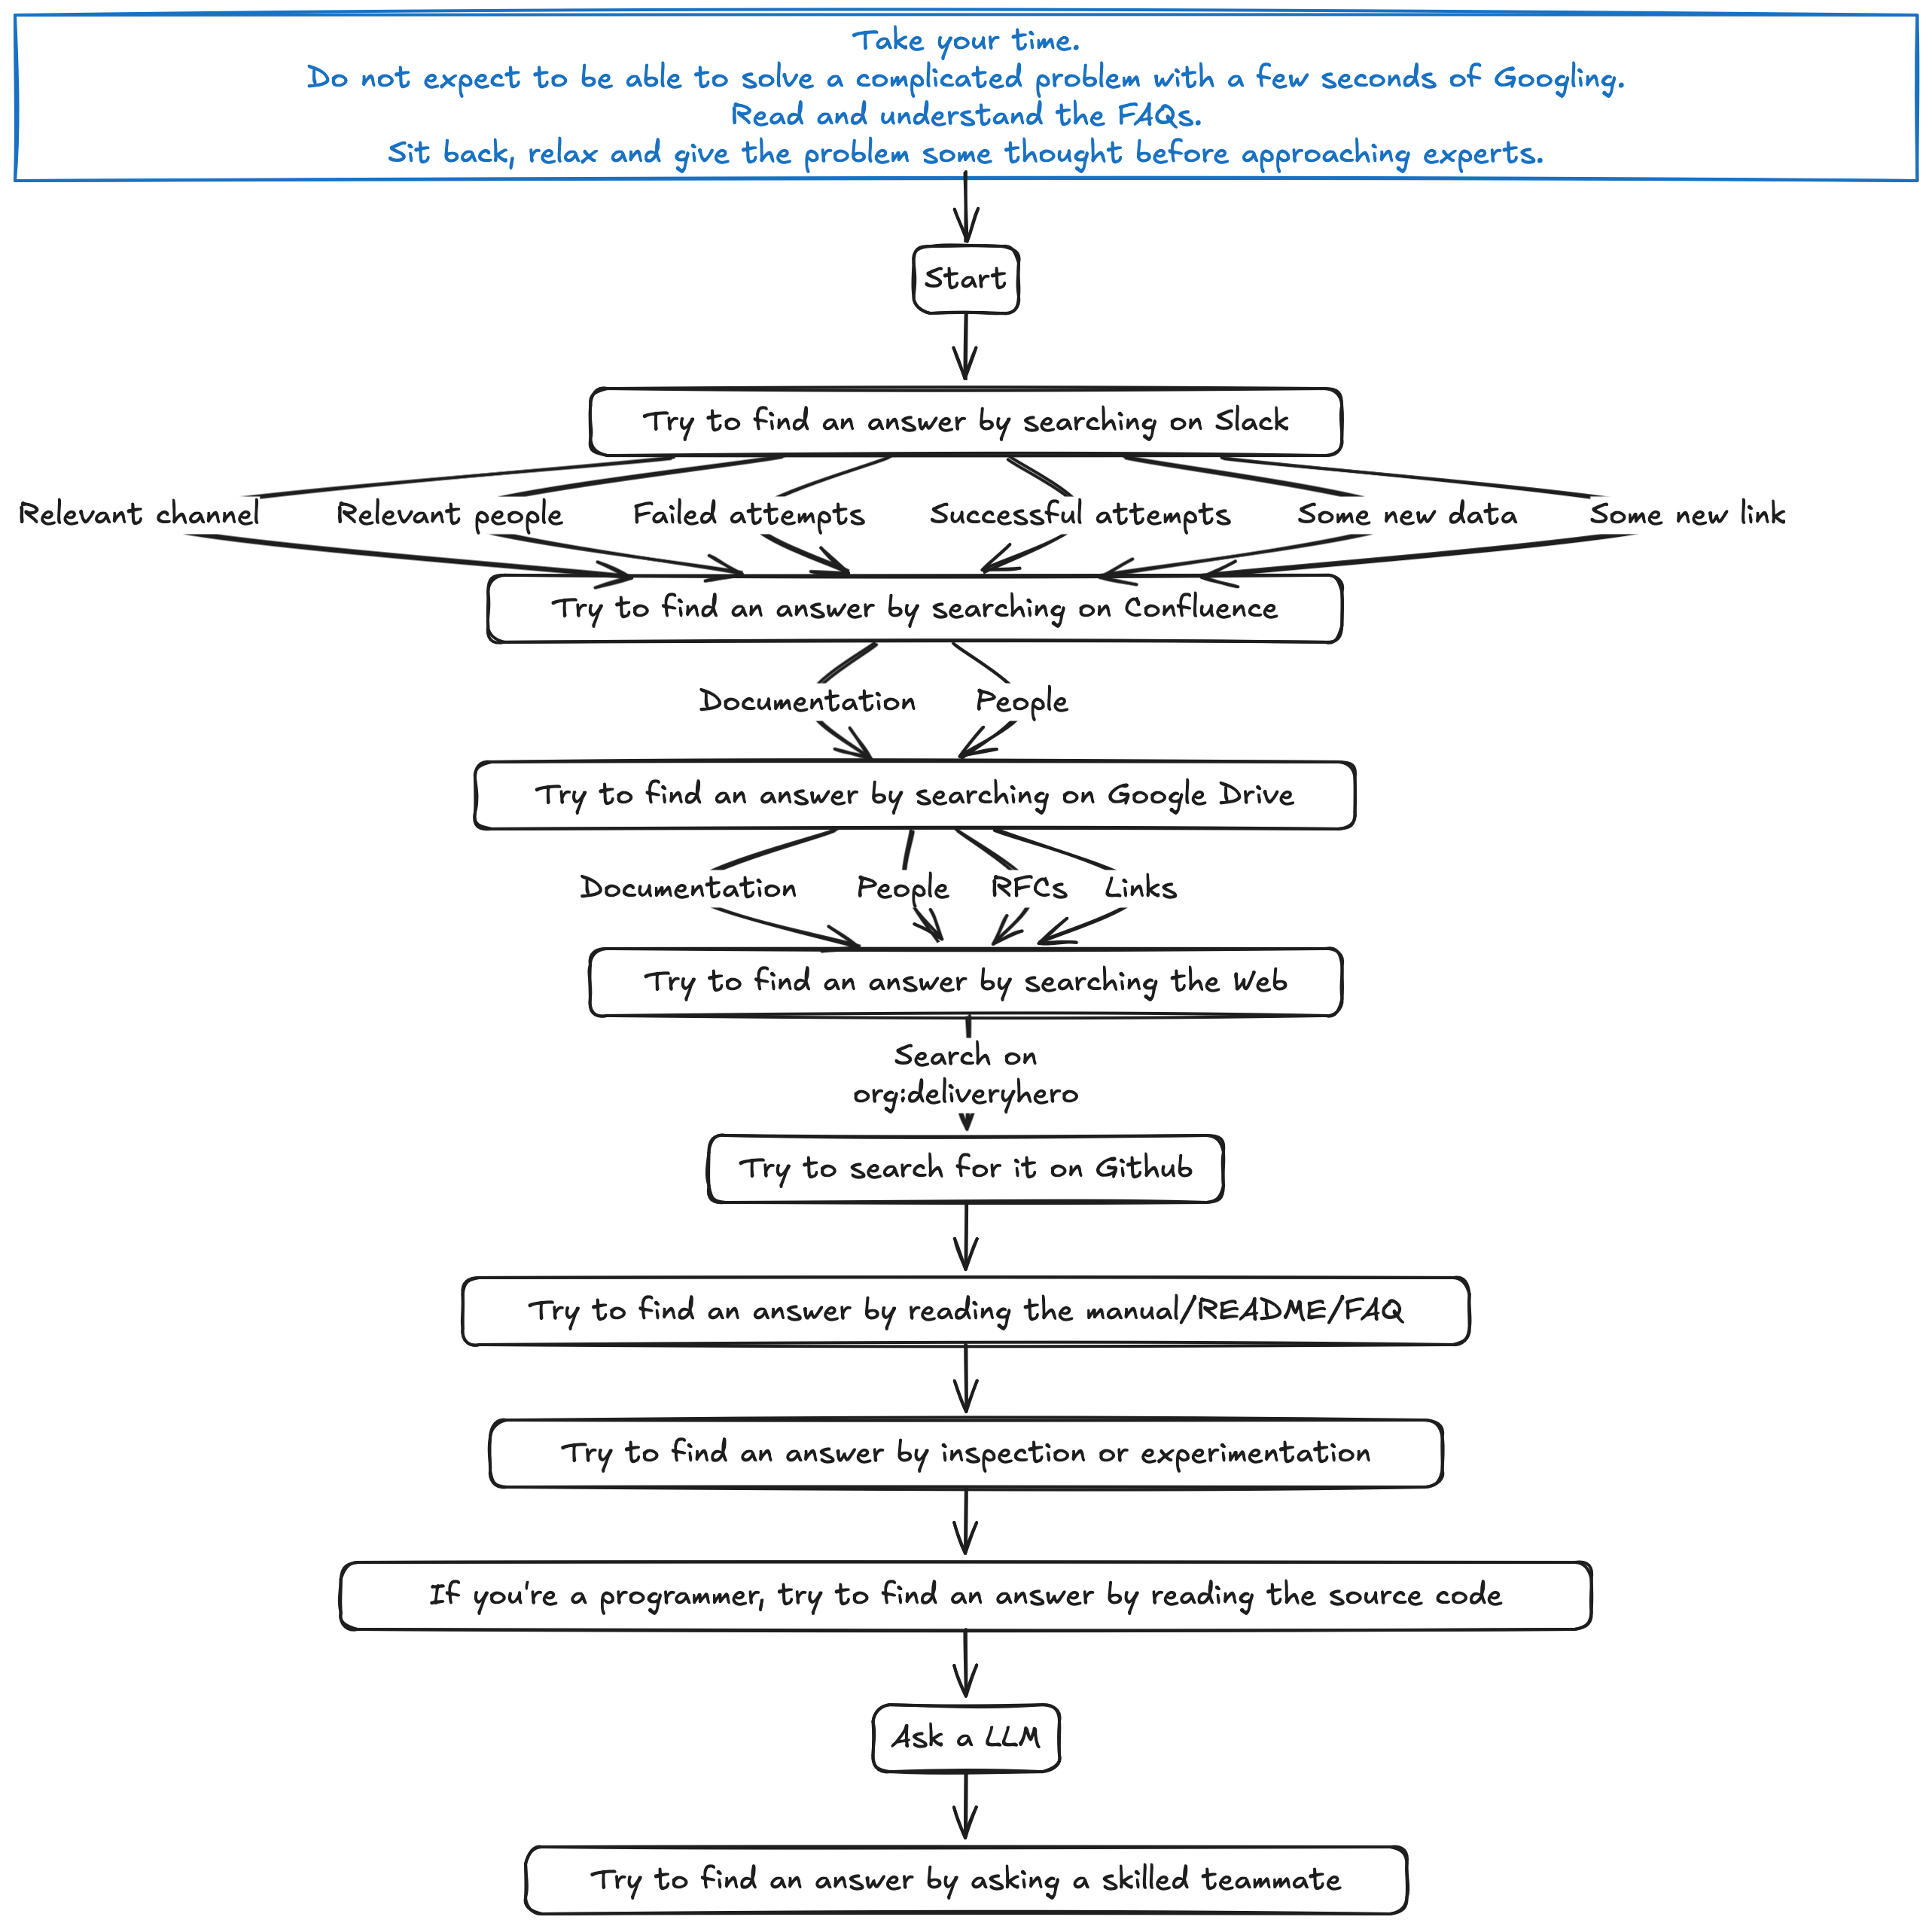 Take your time.
Do not expect to be able to solve a complicated problem with a few seconds of Googling.
Read and understand the FAQs.
Sit back, relax and give the problem some thought before approaching experts.
Start
Try to find an answer by searching on Slack
Relevant channel
Relevant people
Failed attempts
Successful attempts
Some new data
Some new link
Try to find an answer by searching on Confluence
Documentation
People
Try to find an answer by searching on Google Drive
Documentation
People
RFCs
Links
Try to find an answer by searching the Web
Search on
org:deliveryhero
Try to search for it on Github
Try to find an answer by reading the manual/README/FAQ
Try to find an answer by inspection or experimentation
If you're a programmer, try to find an answer by reading the source code
Ask a LLM
Try to find an answer by asking a skilled teammate